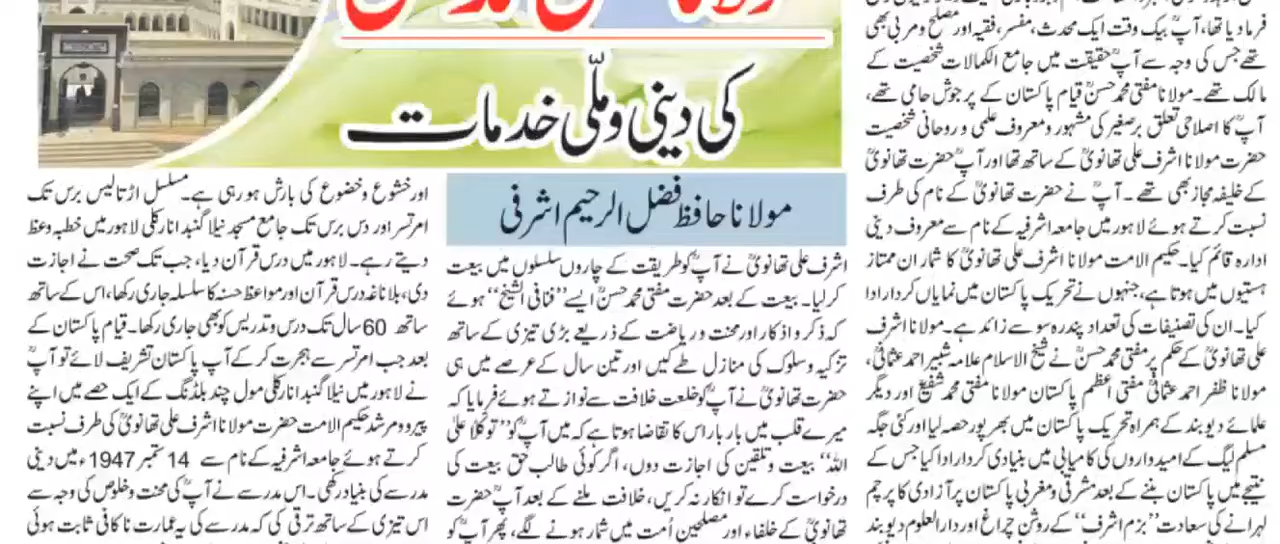 کی دینی و ملّی خدمات
مولانا حافظ فضل الرحیم اشرفی
فرمادیا تھا، آپؒ بیک وقت ایک محدث، مفسر، فقیہ اور مصلح و مربی بھی
تھے جس کی وجہ سے آپؒ حقیقت میں جامع الکمالات شخصیت کے
مالک تھے۔ مولانا مفتی محمد حسنؒ قیام پاکستان کے پرجوش حامی تھے،
آپؒ کا اصلاحی تعلق برصغیر کی مشہور و معروف علمی و روحانی شخصیت
حضرت مولانا اشرف علی تھانویؒ کے ساتھ تھا اور آپؒ حضرت تھانویؒ
کے خلیفہ مجاز بھی تھے۔ آپؒ نے حضرت تھانویؒ کے نام کی طرف
نسبت کرتے ہوئے لاہور میں جامعہ اشرفیہ کے نام سے معروف دینی
ادارہ قائم کیا۔ حکیم الامت مولانا اشرف علی تھانویؒ کا شمار ان ممتاز
ہستیوں میں ہوتا ہے، جنہوں نے تحریک پاکستان میں نمایاں کردار ادا
کیا۔ ان کی تصنیفات کی تعداد پندرہ سو سے زائد ہے۔ مولانا اشرف
علی تھانویؒ کے حکم پر مفتی محمد حسنؒ نے شیخ الاسلام علامہ شبیر احمد عثمانیؒ،
مولانا ظفر احمد عثمانیؒ مفتی اعظم پاکستان مولانا مفتی محمد شفیعؒ اور دیگر
علمائے دیوبند کے ہمراہ تحریک پاکستان میں بھرپور حصہ لیا اور کئی جگہ
مسلم لیگ کے امیدواروں کی کامیابی میں بنیادی کردار ادا کیا جس کے
نتیجے میں پاکستان بننے کے بعد مشرقی و مغربی پاکستان پر آزادی کا پرچم
لہرانے کی سعادت ’’بزم اشرف‘‘ کے روشن چراغ اور دارالعلوم دیوبند
اشرف علی تھانویؒ نے آپؒ کو طریقت کے چاروں سلسلوں میں بیعت
کرلیا۔ بیعت کے بعد حضرت مفتی محمد حسنؒ ایسے ’’فنا فی الشیخ‘‘ ہوئے
کہ ذکر و اذکار اور محنت و ریاضت کے ذریعے بڑی تیزی کے ساتھ
تزکیہ و سلوک کی منازل طے کیں اور تین سال کے عرصے میں ہی
حضرت تھانویؒ نے آپؒ کو خلعت خلافت سے نوازتے ہوئے فرمایا کہ
میرے قلب میں بار بار اس کا تقاضا ہوتا ہے کہ میں آپؒ کو ’’توکلاً علی
اللہ‘‘ بیعت و تلقین کی اجازت دوں، اگر کوئی طالب حق بیعت کی
درخواست کرے تو انکار نہ کریں، خلافت ملنے کے بعد آپؒ حضرت
تھانویؒ کے خلفاء اور مصلحین اُمت میں شمار ہونے لگے، پھر آپؒ کو
اور خشوع و خضوع کی بارش ہو رہی ہے۔ مسلسل اڑتالیس برس تک
امرتسر اور دس برس تک جامع مسجد نیلا گنبد انارکلی لاہور میں خطبہ وعظ
دیتے رہے۔ لاہور میں درس قرآن دیا، جب تک صحت نے اجازت
دی، بلاناغہ درس قرآن اور مواعظ حسنہ کا سلسلہ جاری رکھا، اس کے ساتھ
ساتھ 60 سال تک درس و تدریس کو بھی جاری رکھا۔ قیام پاکستان کے
بعد جب امرتسر سے ہجرت کر کے آپ پاکستان تشریف لائے تو آپؒ
نے لاہور میں نیلا گنبد انارکلی مول چند بلڈنگ کے ایک حصے میں اپنے
پیر و مرشد حکیم الامت حضرت مولانا اشرف علی تھانویؒ کی طرف نسبت
کرتے ہوئے جامعہ اشرفیہ کے نام سے 14 ستمبر 1947ء میں دینی
مدرسے کی بنیاد رکھی۔ اس مدرسے نے آپؒ کی محنت و خلوص کی وجہ سے
اس تیزی کے ساتھ ترقی کی کہ مدرسے کی یہ عمارت ناکافی ثابت ہوئی